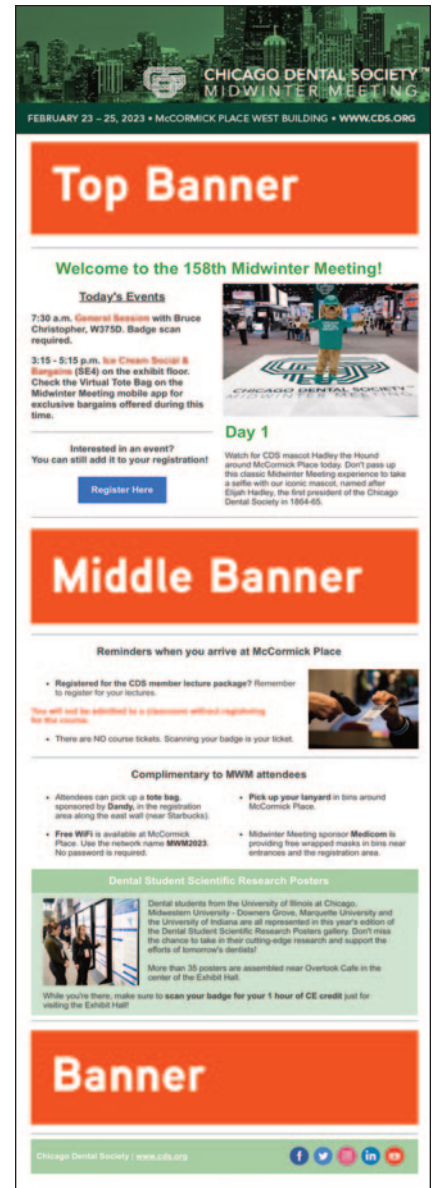 CHICAGO DENTAL SOCIETY™
MIDWINTER MEETING
FEBRUARY 23 – 25, 2023 • McCORMICK PLACE WEST BUILDING • WWW.CDS.ORG
Top Banner
Welcome to the 158th Midwinter Meeting!
Today's Events
7:30 a.m. General Session with Bruce
Christopher, W375D. Badge scan
required.
3:15 - 5:15 p.m. Ice Cream Social &
Bargains (SE4) on the exhibit floor.
Check the Virtual Tote Bag on the
Midwinter Meeting mobile app for
exclusive bargains offered during this
time.
Interested in an event?
You can still add it to your registration!
Register Here
CHICAGO DENTAL SOCIETY
MIDWINTER MEETING
Day 1
Watch for CDS mascot Hadley the Hound
around McCormick Place today. Don't pass up
this classic Midwinter Meeting experience to take
a selfie with our iconic mascot, named after
Elijah Hadley, the first president of the Chicago
Dental Society in 1864-65.
Middle Banner
Reminders when you arrive at McCormick Place
• Registered for the CDS member lecture package? Remember
to register for your lectures.
You will not be admitted to a classroom without registering
for the course.
• There are NO course tickets. Scanning your badge is your ticket.
Complimentary to MWM attendees
• Attendees can pick up a tote bag,
sponsored by Dandy, in the registration
area along the east wall (near Starbucks).
• Free WiFi is available at McCormick
Place. Use the network name MWM2023.
No password is required.
• Pick up your lanyard in bins around
McCormick Place.
• Midwinter Meeting sponsor Medicom is
providing free wrapped masks in bins near
entrances and the registration area.
Dental Student Scientific Research Posters
Dental students from the University of Illinois at Chicago,
Midwestern University - Downers Grove, Marquette University and
the University of Indiana are all represented in this year's edition of
the Dental Student Scientific Research Posters gallery. Don't miss
the chance to take in their cutting-edge research and support the
efforts of tomorrow's dentists!
More than 35 posters are assembled near Overlook Cafe in the
center of the Exhibit Hall.
While you're there, make sure to scan your badge for your 1 hour of CE credit just for
visiting the Exhibit Hall!
Banner
Chicago Dental Society | www.cds.org